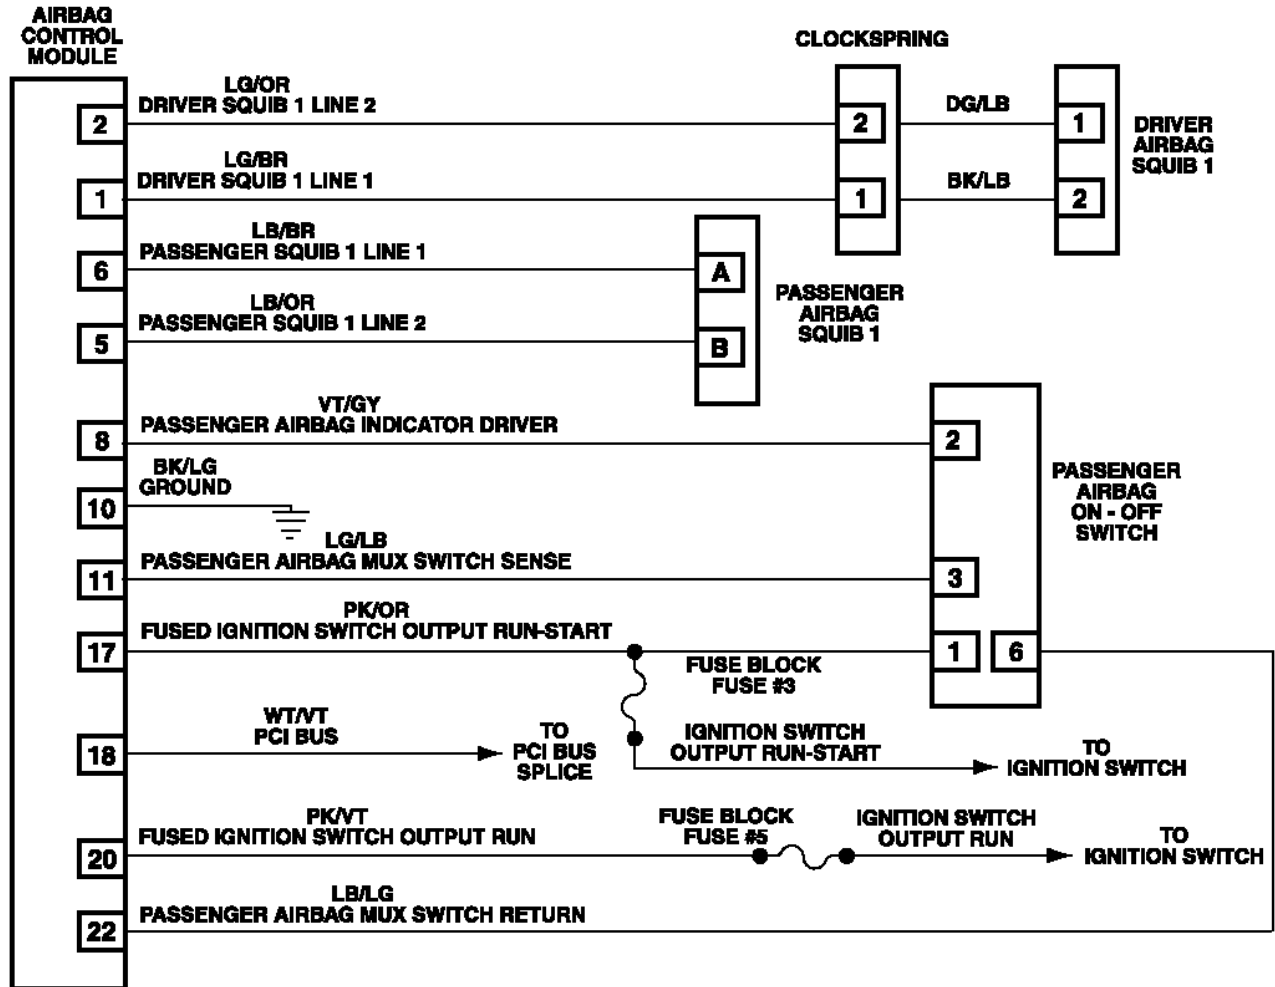 AIRBAG
CONTROL
MODULE
CLOCKSPRING
LG/OR
DRIVER SQUIB 1 LINE 2
2
2
DG/LB
1
DRIVER
AIRBAG
SQUIB 1
LG/BR
DRIVER SQUIB 1 LINE 1
1
1
BK/LB
2
LB/BR
PASSENGER SQUIB 1 LINE 1
6
A
PASSENGER
AIRBAG
SQUIB 1
LB/OR
PASSENGER SQUIB 1 LINE 2
5
B
VT/GY
PASSENGER AIRBAG INDICATOR DRIVER
8
2
PASSENGER
AIRBAG
ON - OFF
SWITCH
BK/LG
GROUND
10
LG/LB
PASSENGER AIRBAG MUX SWITCH SENSE
11
3
PK/OR
FUSED IGNITION SWITCH OUTPUT RUN-START
17
1
6
FUSE BLOCK
FUSE #3
WT/VT
PCI BUS
18
TO
PCI BUS
SPLICE
IGNITION SWITCH
OUTPUT RUN-START
TO
IGNITION SWITCH
PK/VT
FUSED IGNITION SWITCH OUTPUT RUN
20
FUSE BLOCK
FUSE #5
IGNITION SWITCH
OUTPUT RUN
TO
IGNITION SWITCH
LB/LG
PASSENGER AIRBAG MUX SWITCH RETURN
22